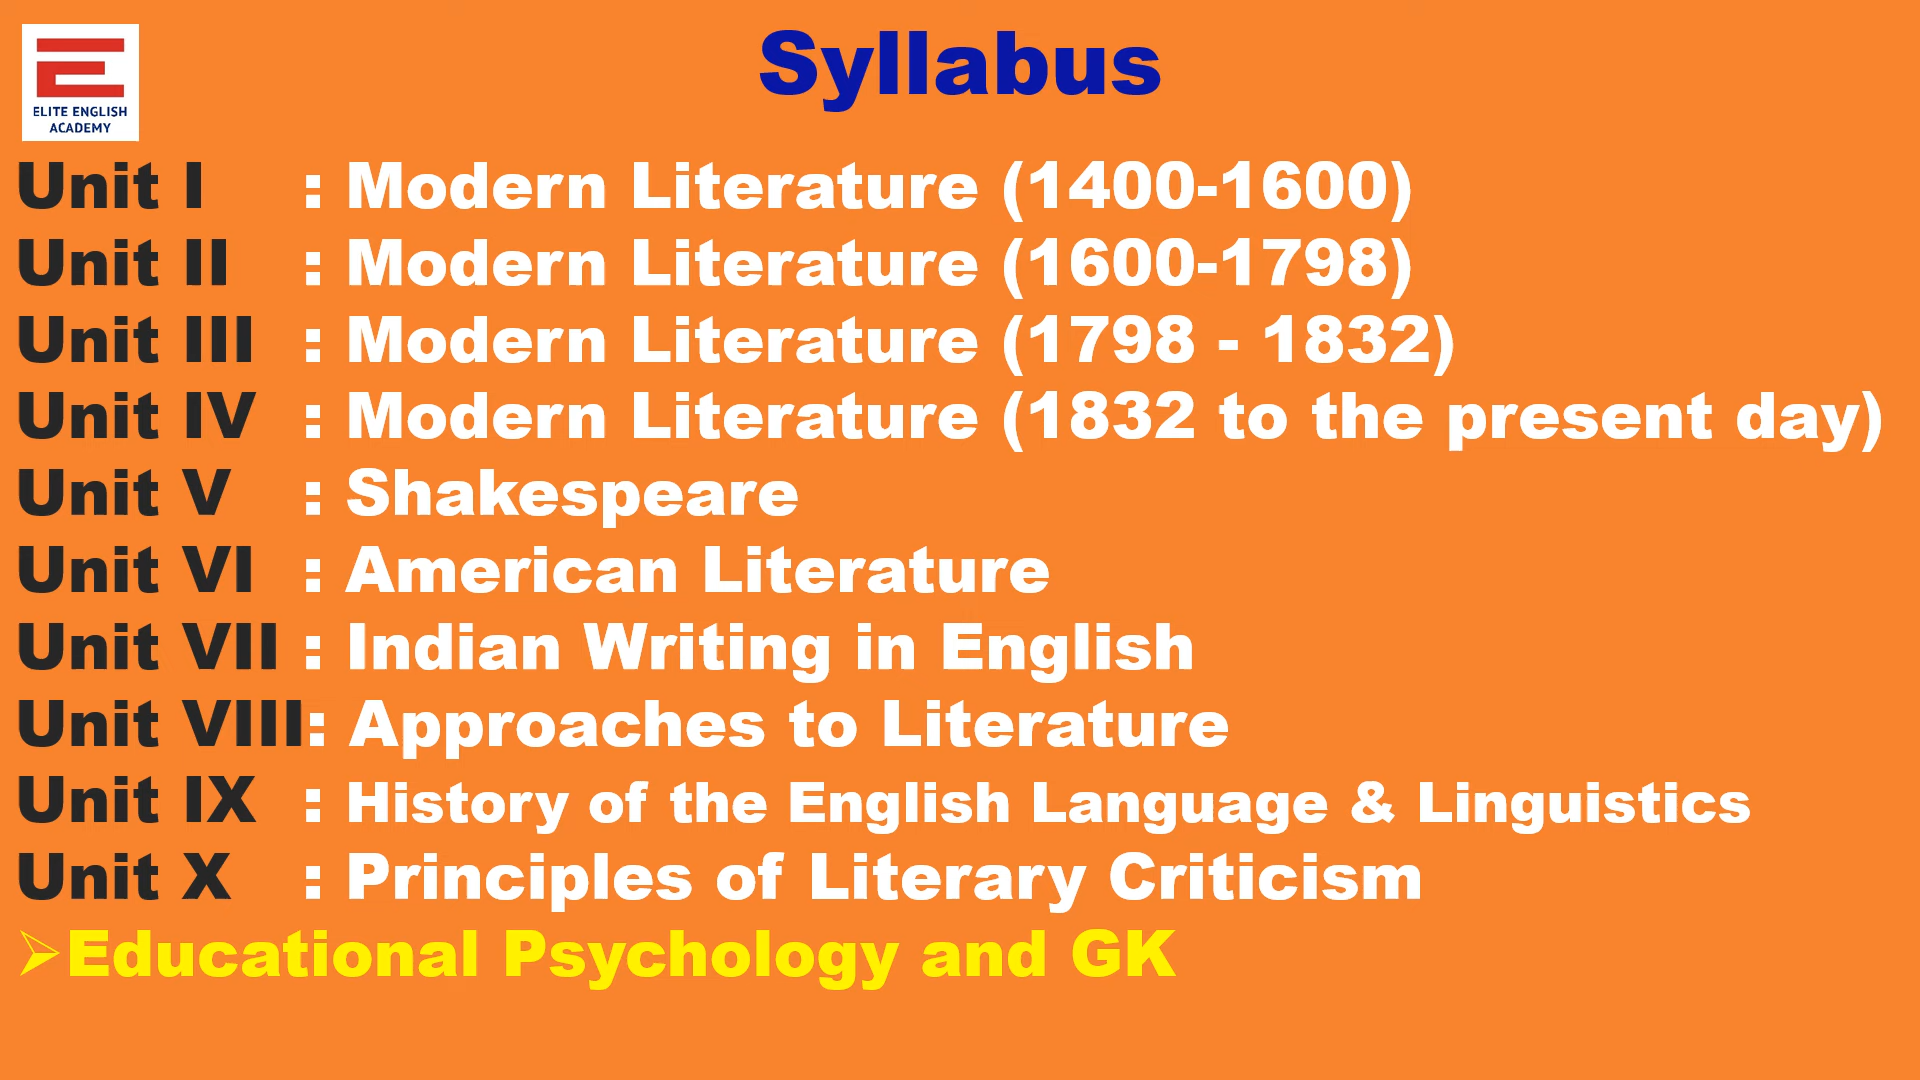 Syllabus
ELITE ENGLISH
ACADEMY
Unit I : Modern Literature (1400-1600)
Unit II : Modern Literature (1600-1798)
Unit III : Modern Literature (1798 - 1832)
Unit IV : Modern Literature (1832 to the present day)
Unit V : Shakespeare
Unit VI : American Literature
Unit VII : Indian Writing in English
Unit VIII: Approaches to Literature
Unit IX : History of the English Language & Linguistics
Unit X : Principles of Literary Criticism
➢Educational Psychology and GK